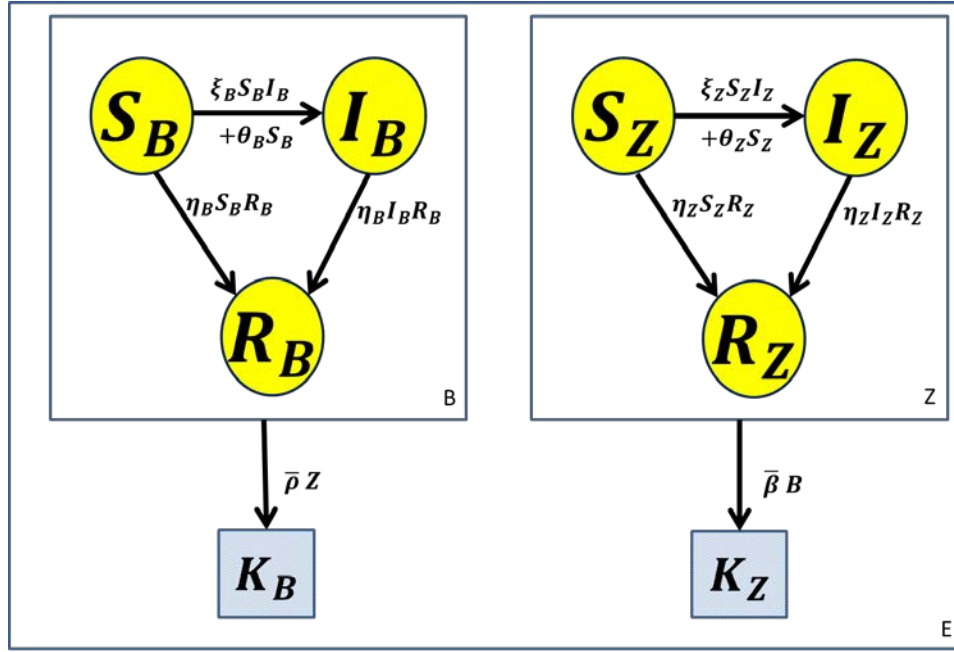 S_B
ξ_B S_B I_B
+θ_B S_B
I_B
η_B S_B R_B
η_B I_B R_B
R_B
B
ρ̅ Z
K_B
S_Z
ξ_Z S_Z I_Z
+θ_Z S_Z
I_Z
η_Z S_Z R_Z
η_Z I_Z R_Z
R_Z
Z
β̅ B
K_Z
E